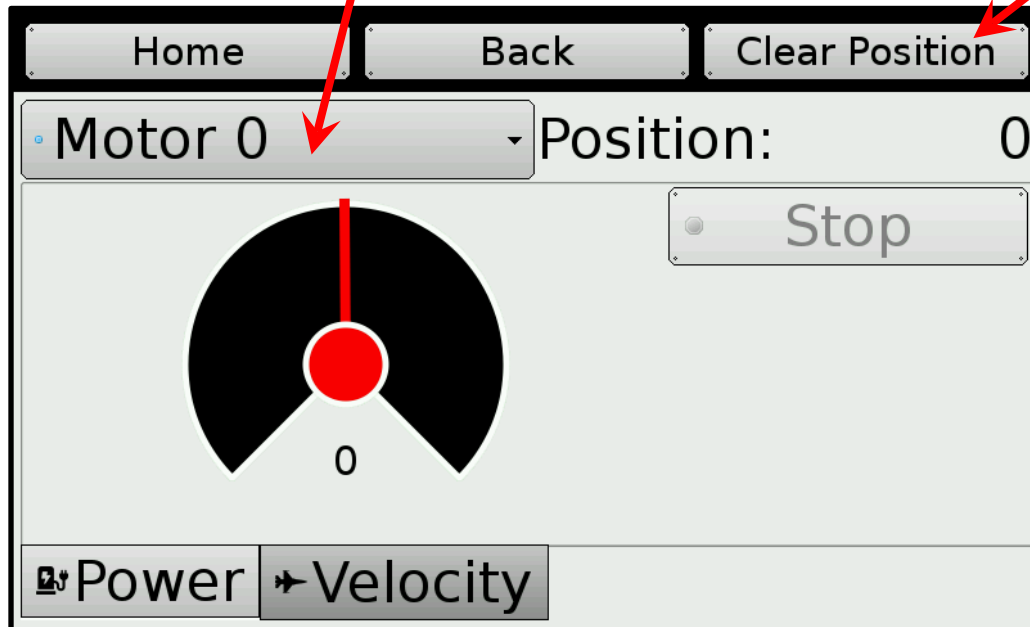 Home Back Clear Position
Motor 0 Position: 0
Stop
0
Power Velocity